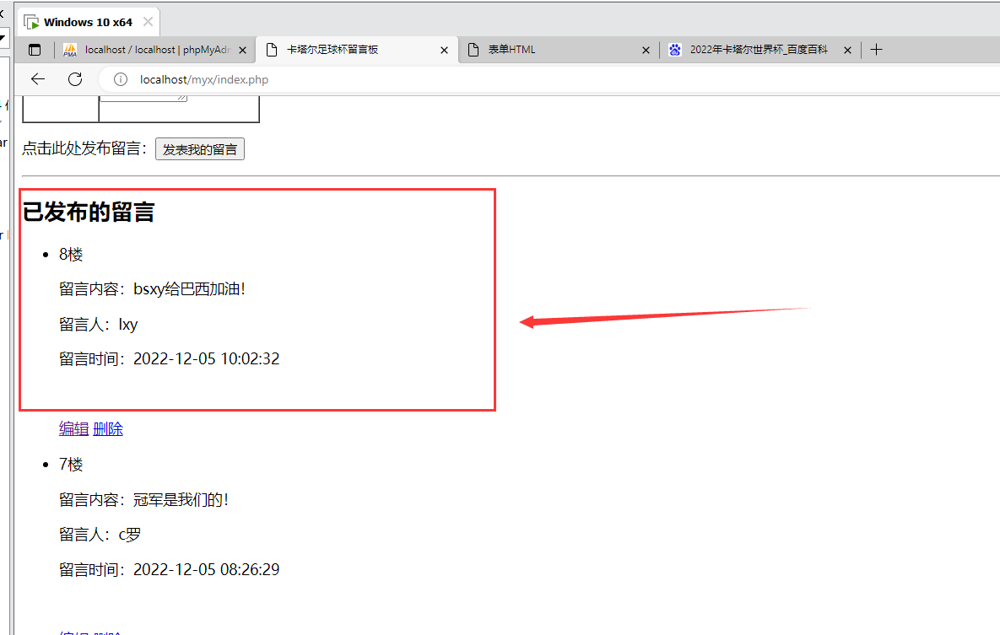 Windows 10 x64
localhost / localhost | phpMyAdr
卡塔尔足球杯留言板
表单HTML
2022年卡塔尔世界杯_百度百科
localhost/myx/index.php
点击此处发布留言：发表我的留言
已发布的留言
8楼
留言内容：bsxy给巴西加油！
留言人：lxy
留言时间：2022-12-05 10:02:32
编辑 删除
7楼
留言内容：冠军是我们的！
留言人：c罗
留言时间：2022-12-05 08:26:29